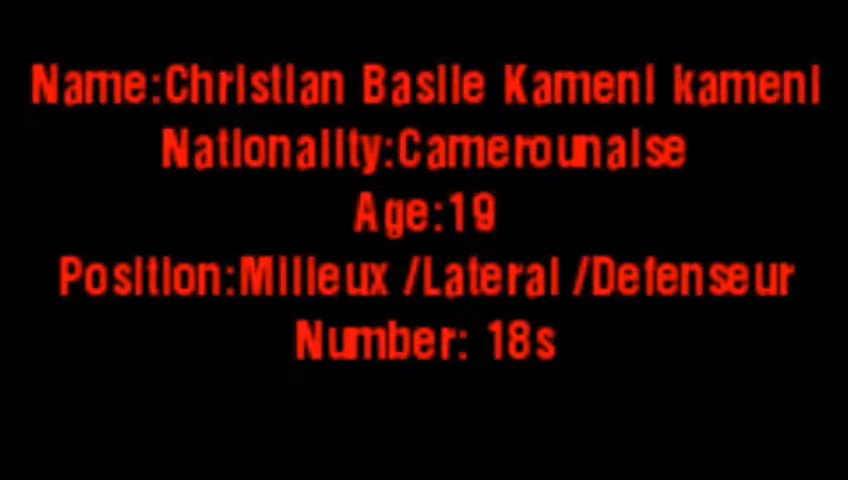 Name:Christian Basile Kameni kameni
Nationality:Camerounaise
Age:19
Position:Milieux /Lateral /Defenseur
Number: 18s